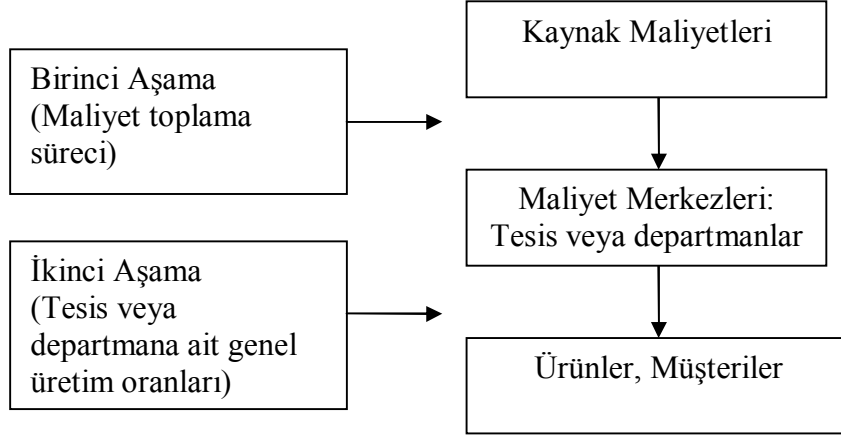 Kaynak Maliyetleri
Birinci Aşama
(Maliyet toplama
süreci)
Maliyet Merkezleri:
Tesis veya departmanlar
İkinci Aşama
(Tesis veya
departmana ait genel
üretim oranları)
Ürünler, Müşteriler